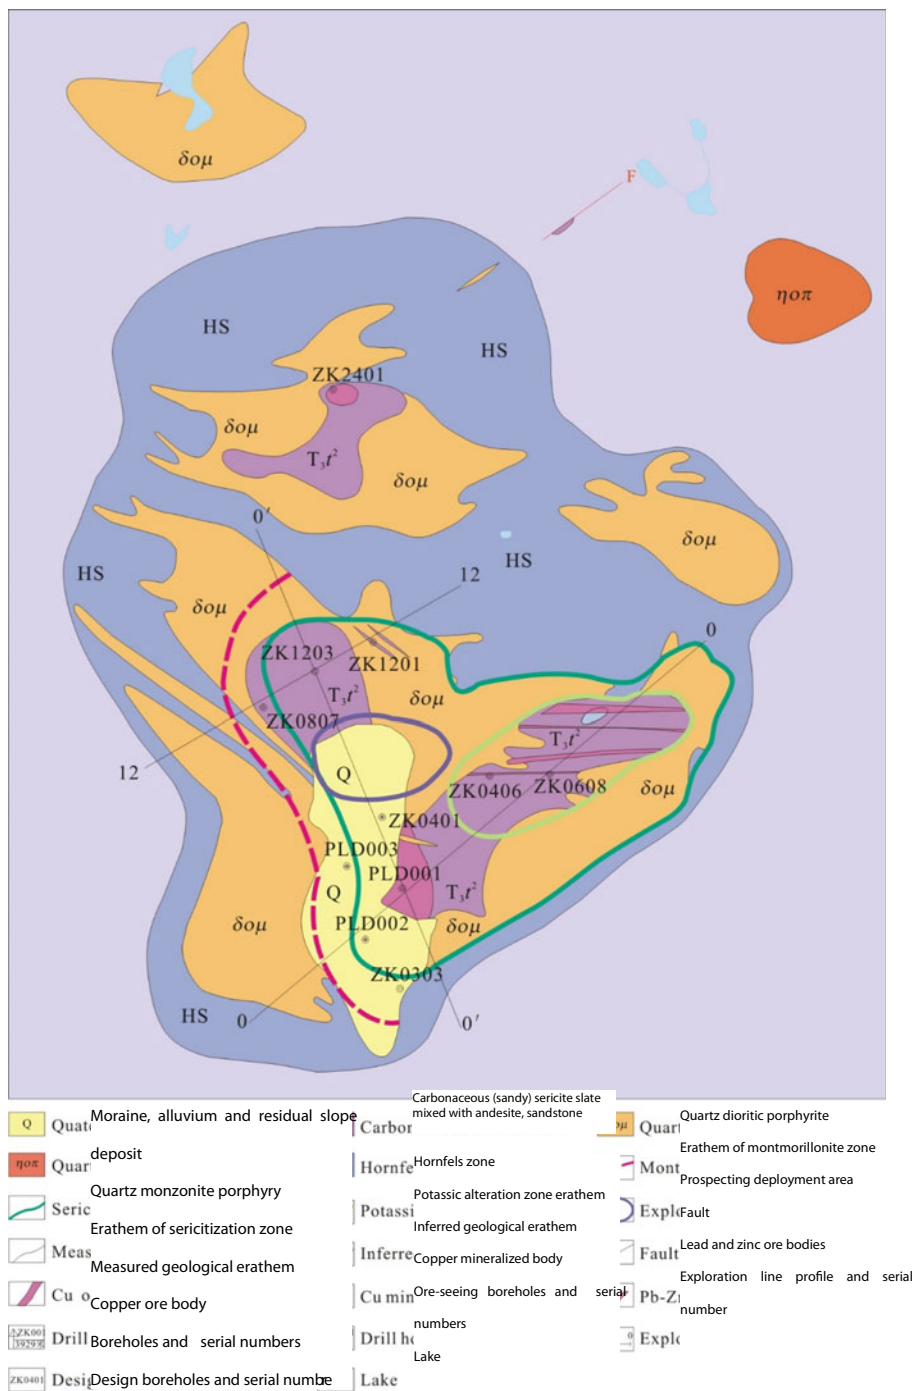 δομ
F
ηοπ
HS
HS
ZK2401
δομ
T₃t²
δομ
0′
δομ
HS
12
HS
δομ
0
ZK1203
ZK1201
T₃t²
δομ
ZK0807
T₃t²
12
Q
ZK0406
ZK0608
δομ
ZK0401
PLD003
PLD001
Q
T₃t²
δομ
PLD002
δομ
ZK0303
HS
0
0′
Q
Moraine, alluvium and residual slope
deposit
ηοπ
Quartz monzonite porphyry
Erathem of sericitization zone
Measured geological erathem
Copper ore body
Boreholes and serial numbers
ZK0401
Design boreholes and serial numbe
Carbonaceous (sandy) sericite slate
mixed with andesite, sandstone
Hornfels zone
Potassic alteration zone erathem
Inferred geological erathem
Copper mineralized body
Ore-seeing boreholes and serial
numbers
Lake
Lake
Quartz dioritic porphyrite
Erathem of montmorillonite zone
Prospecting deployment area
Fault
Fault
Lead and zinc ore bodies
Exploration line profile and serial
number